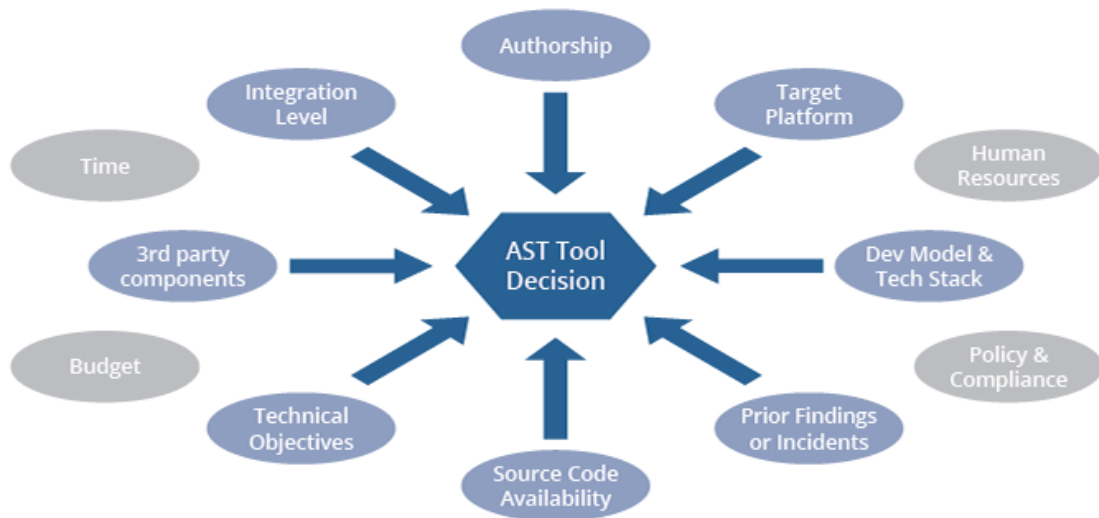 Authorship
Integration
Level
Target
Platform
Time
Human
Resources
3rd party
components
AST Tool
Decision
Dev Model &
Tech Stack
Budget
Policy &
Compliance
Technical
Objectives
Prior Findings
or Incidents
Source Code
Availability